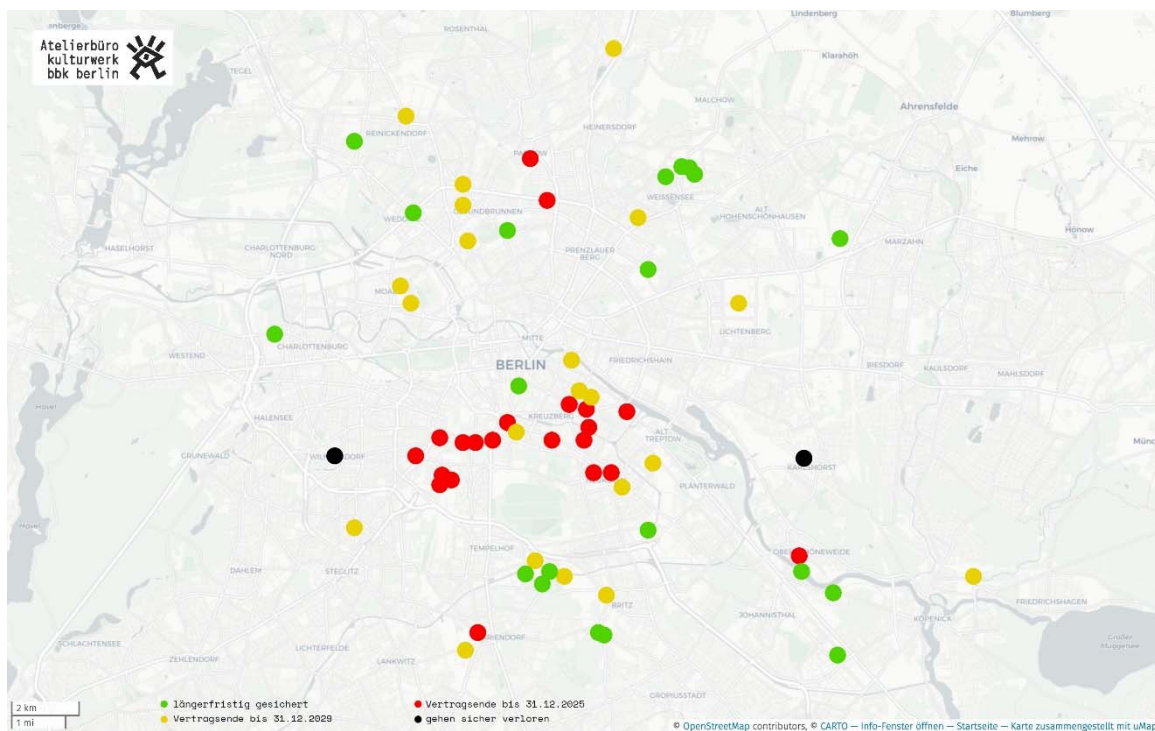 Lindenberg
Blumberg
ROSENTHAL
Atelierbüro
kulturwerk
bbk berlin
TEGEL
Klarahöh
MALCHOW
Ahrensfelde
REINICKENDORF
HEINERSDORF
Mehrow
Eiche
WEISSENSEE
ALT-
HOHENSCHÖNHAUSEN
HASELHORST
CHARLOTTENBURG
NORD
MARZAHN
Hönow
PRENZLAUER
BERG
LICHTENBERG
MITTE
WESTEND
CHARLOTTENBURG
BERLIN
FRIEDRICHSHAIN
BIESDORF
KAULSDORF
MAHLSDORF
Havel
HALENSEE
KREUZBERG
ALT-
TREPTOW
GRUNEWALD
PLÄNTERWALD
TEMPELHOF
DAHLEM
STEGLITZ
BRITZ
JOHANNISTHAL
FRIEDRICHSHAGEN
KÖPENICK
SCHLACHTENSEE
LICHTERFELDE
ZEHLENDORF
LANKWITZ
Großer
Müggelsee
GROPIUSSTADT
2 km
1 mi
längerfristig gesichert
Vertragsende bis 31.12.2025
Vertragsende bis 31.12.2029
gehen sicher verloren
© OpenStreetMap contributors, © CARTO — Info-Fenster öffnen — Startseite — Karte zusammengestellt mit uMap